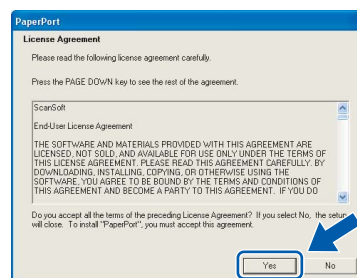 PaperPort
License Agreement
Please read the following license agreement carefully.
Press the PAGE DOWN key to see the rest of the agreement.
ScanSoft
End-User License Agreement
THE SOFTWARE AND MATERIALS PROVIDED WITH THIS AGREEMENT ARE
LICENSED, NOT SOLD, AND AVAILABLE FOR USE ONLY UNDER THE TERMS OF
THIS LICENSE AGREEMENT. PLEASE READ THIS AGREEMENT CAREFULLY. BY
DOWNLOADING, INSTALLING, COPYING, OR OTHERWISE USING THE
SOFTWARE, YOU AGREE TO BE BOUND BY THE TERMS AND CONDITIONS OF
THIS AGREEMENT AND BECOME A PARTY TO THIS AGREEMENT. IF YOU DO
Do you accept all the terms of the preceding License Agreement? If you select No, the setup
will close. To install "PaperPort", you must accept this agreement.
Yes No